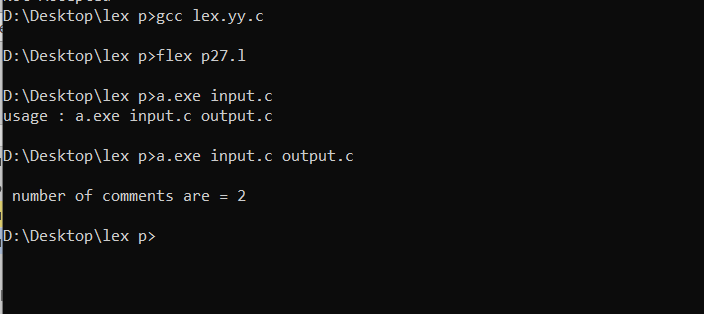 D:\Desktop\lex p>gcc lex.yy.c
D:\Desktop\lex p>flex p27.l
D:\Desktop\lex p>a.exe input.c
usage : a.exe input.c output.c
D:\Desktop\lex p>a.exe input.c output.c
number of comments are = 2
D:\Desktop\lex p>